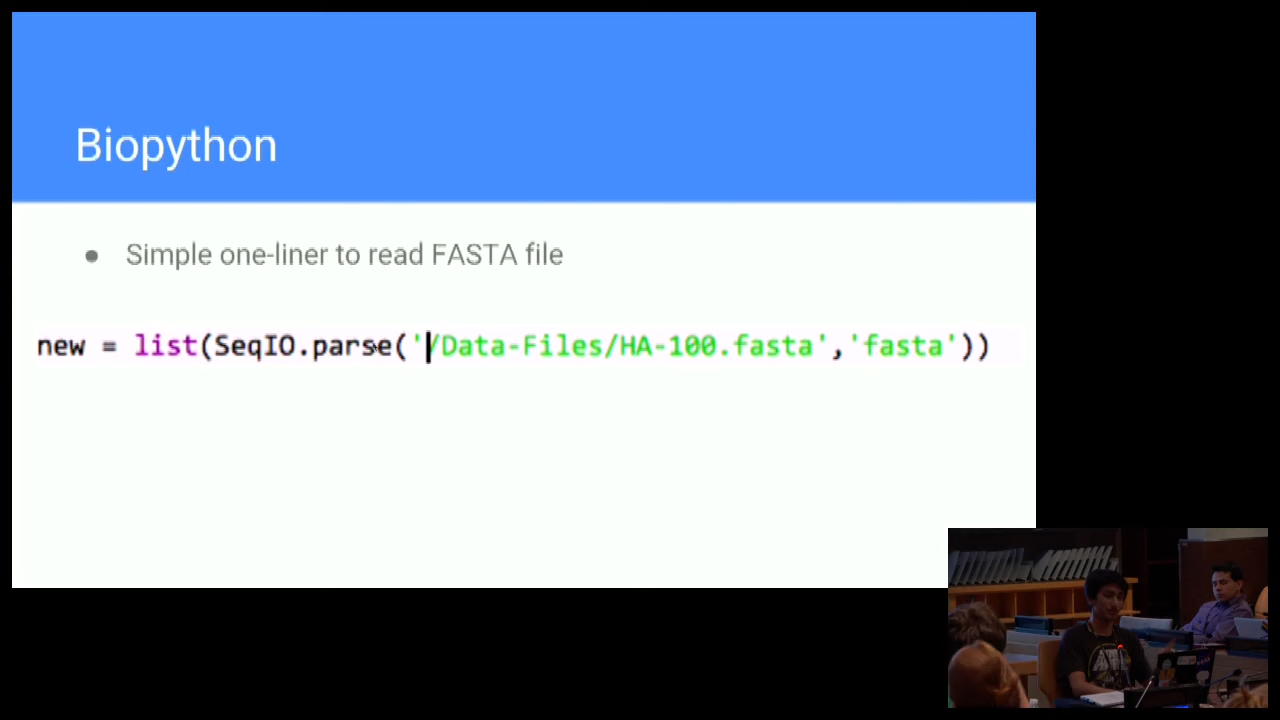 Biopython
● Simple one-liner to read FASTA file
new = list(SeqIO.parse('/Data-Files/HA-100.fasta','fasta'))